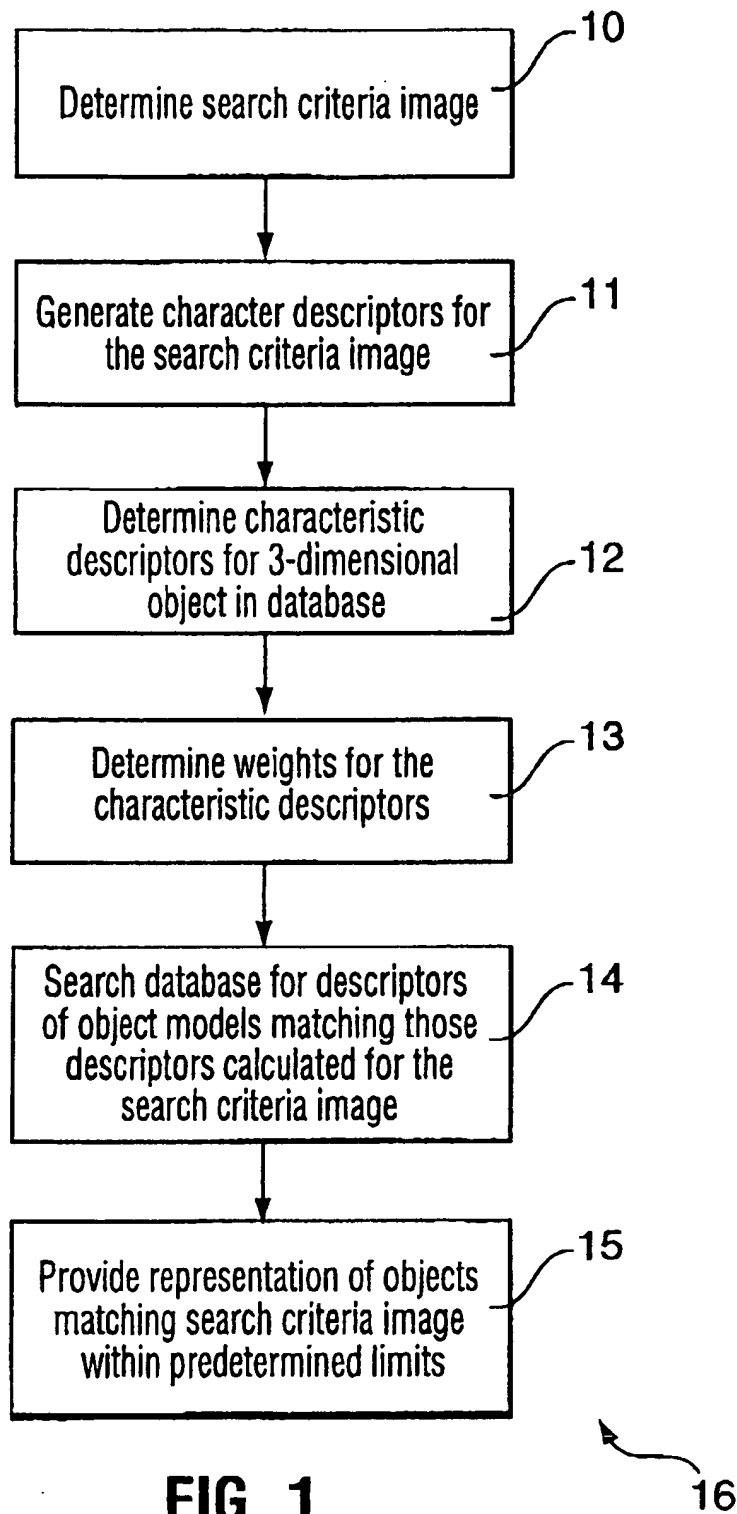 10
Determine search criteria image
11
Generate character descriptors for
the search criteria image
12
Determine characteristic
descriptors for 3-dimensional
object in database
13
Determine weights for the
characteristic descriptors
14
Search database for descriptors
of object models matching those
descriptors calculated for the
search criteria image
15
Provide representation of objects
matching search criteria image
within predetermined limits
16
FIG. 1